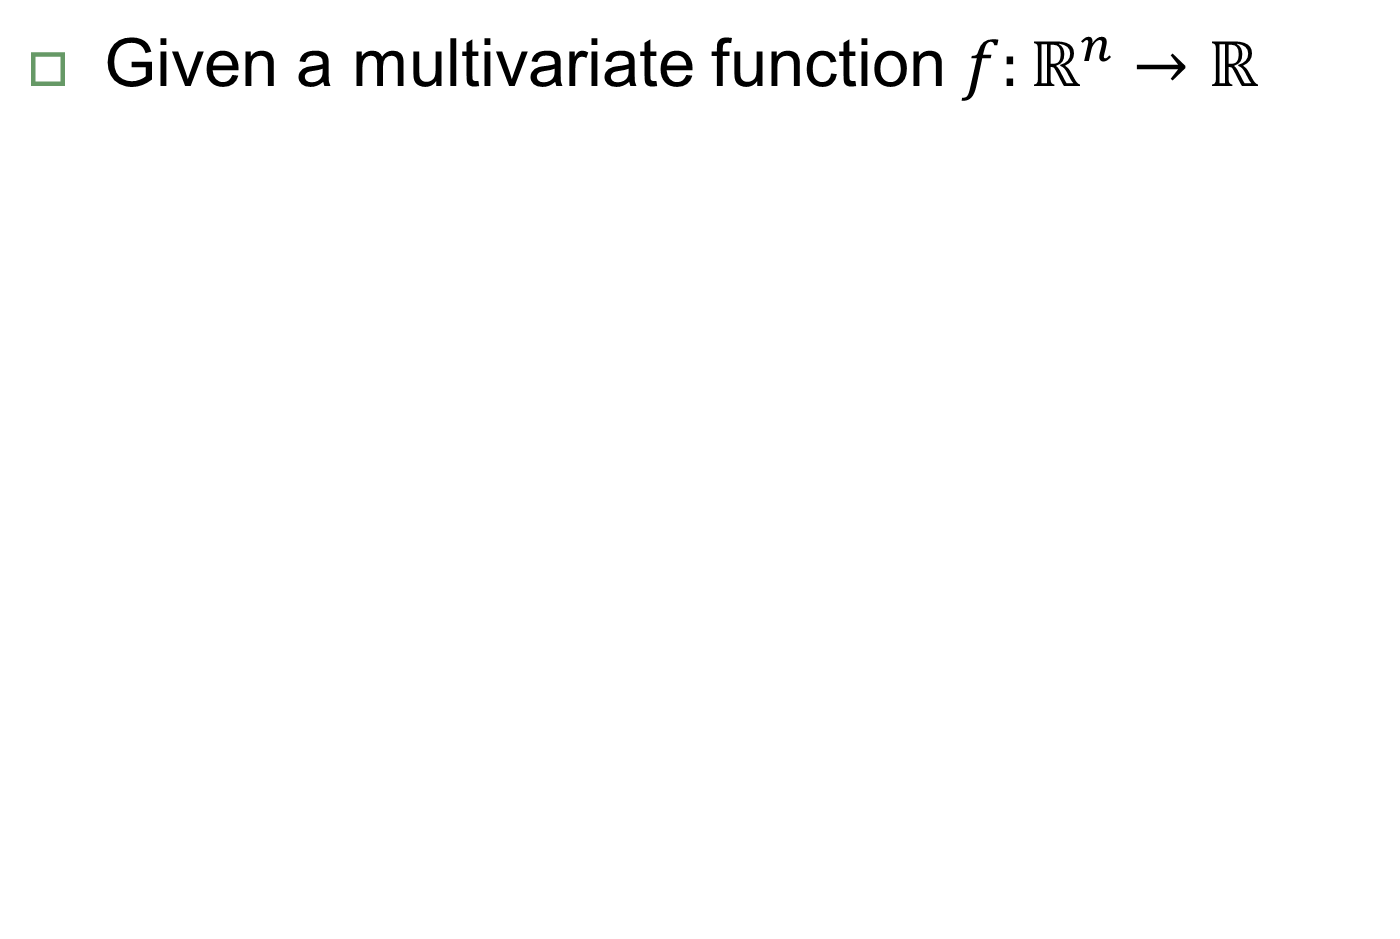 Given a multivariate function 𝑓: ℝⁿ → ℝ